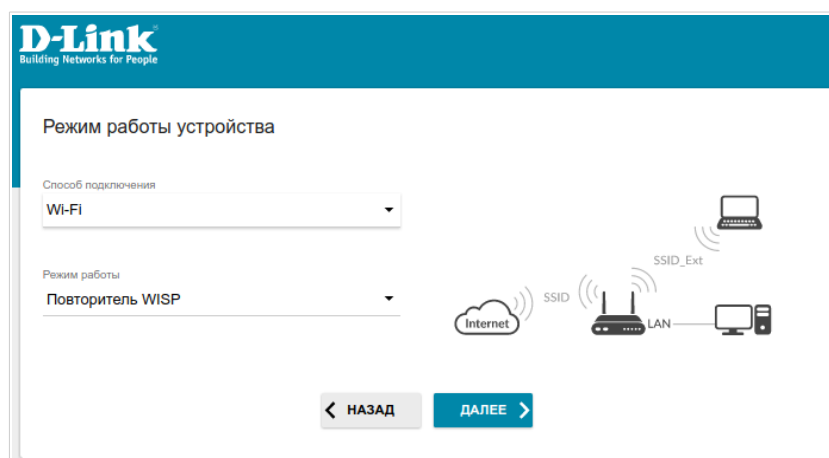 D-Link
Building Networks for People
Режим работы устройства
Способ подключения
Wi-Fi
Режим работы
Повторитель WISP
SSID_Ext
SSID
Internet
LAN
НАЗАД
ДАЛЕЕ